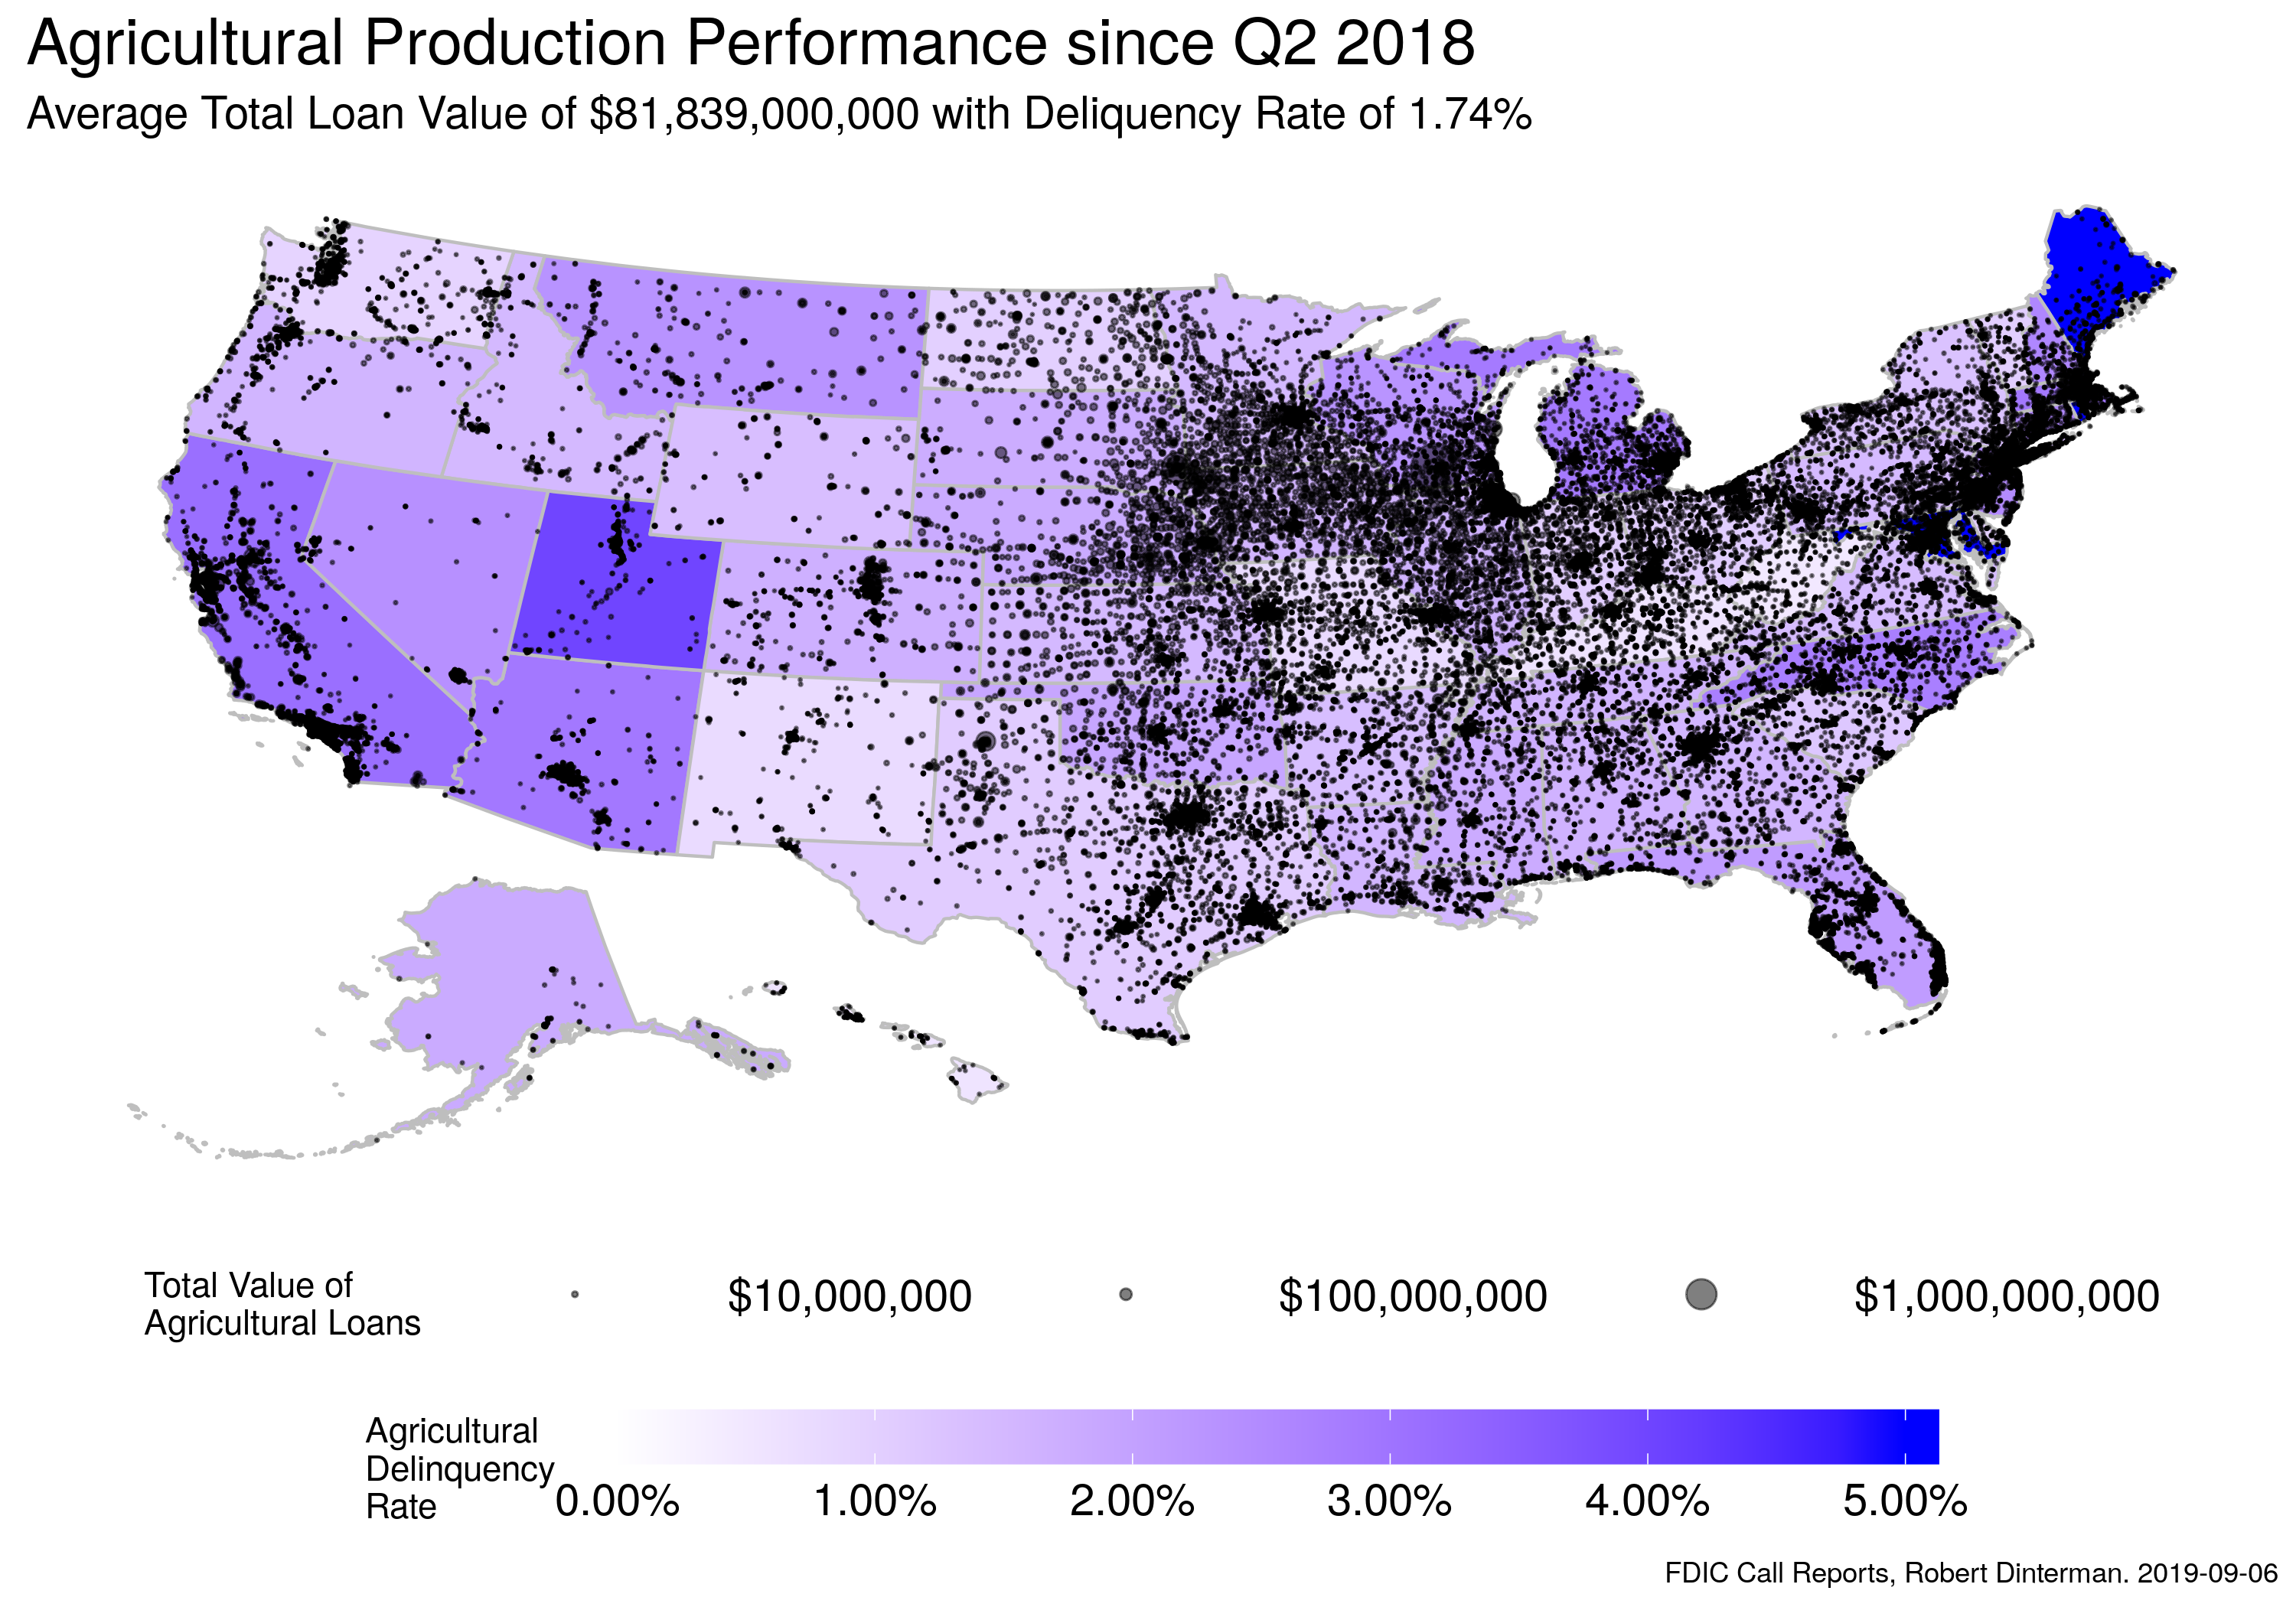 Agricultural Production Performance since Q2 2018
Average Total Loan Value of $81,839,000,000 with Deliquency Rate of 1.74%
Total Value of
Agricultural Loans
$10,000,000
$100,000,000
$1,000,000,000
Agricultural
Delinquency
Rate
0.00%
1.00%
2.00%
3.00%
4.00%
5.00%
FDIC Call Reports, Robert Dinterman. 2019-09-06